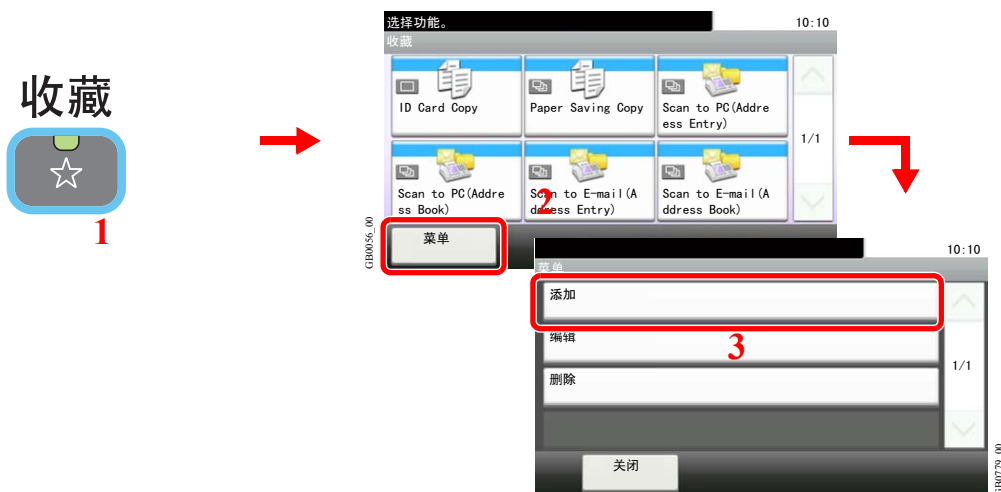 收藏
1
选择功能。
10:10
收藏
ID Card Copy
Paper Saving Copy
Scan to PC(Addre
ess Entry)
1/1
Scan to PC(Addre
ss Book)
Scan to E-mail(A
ddress Entry)
Scan to E-mail(A
ddress Book)
2
菜单
GB0056_00
10:10
菜单
添加
编辑
3
删除
1/1
关闭
GB0779_00